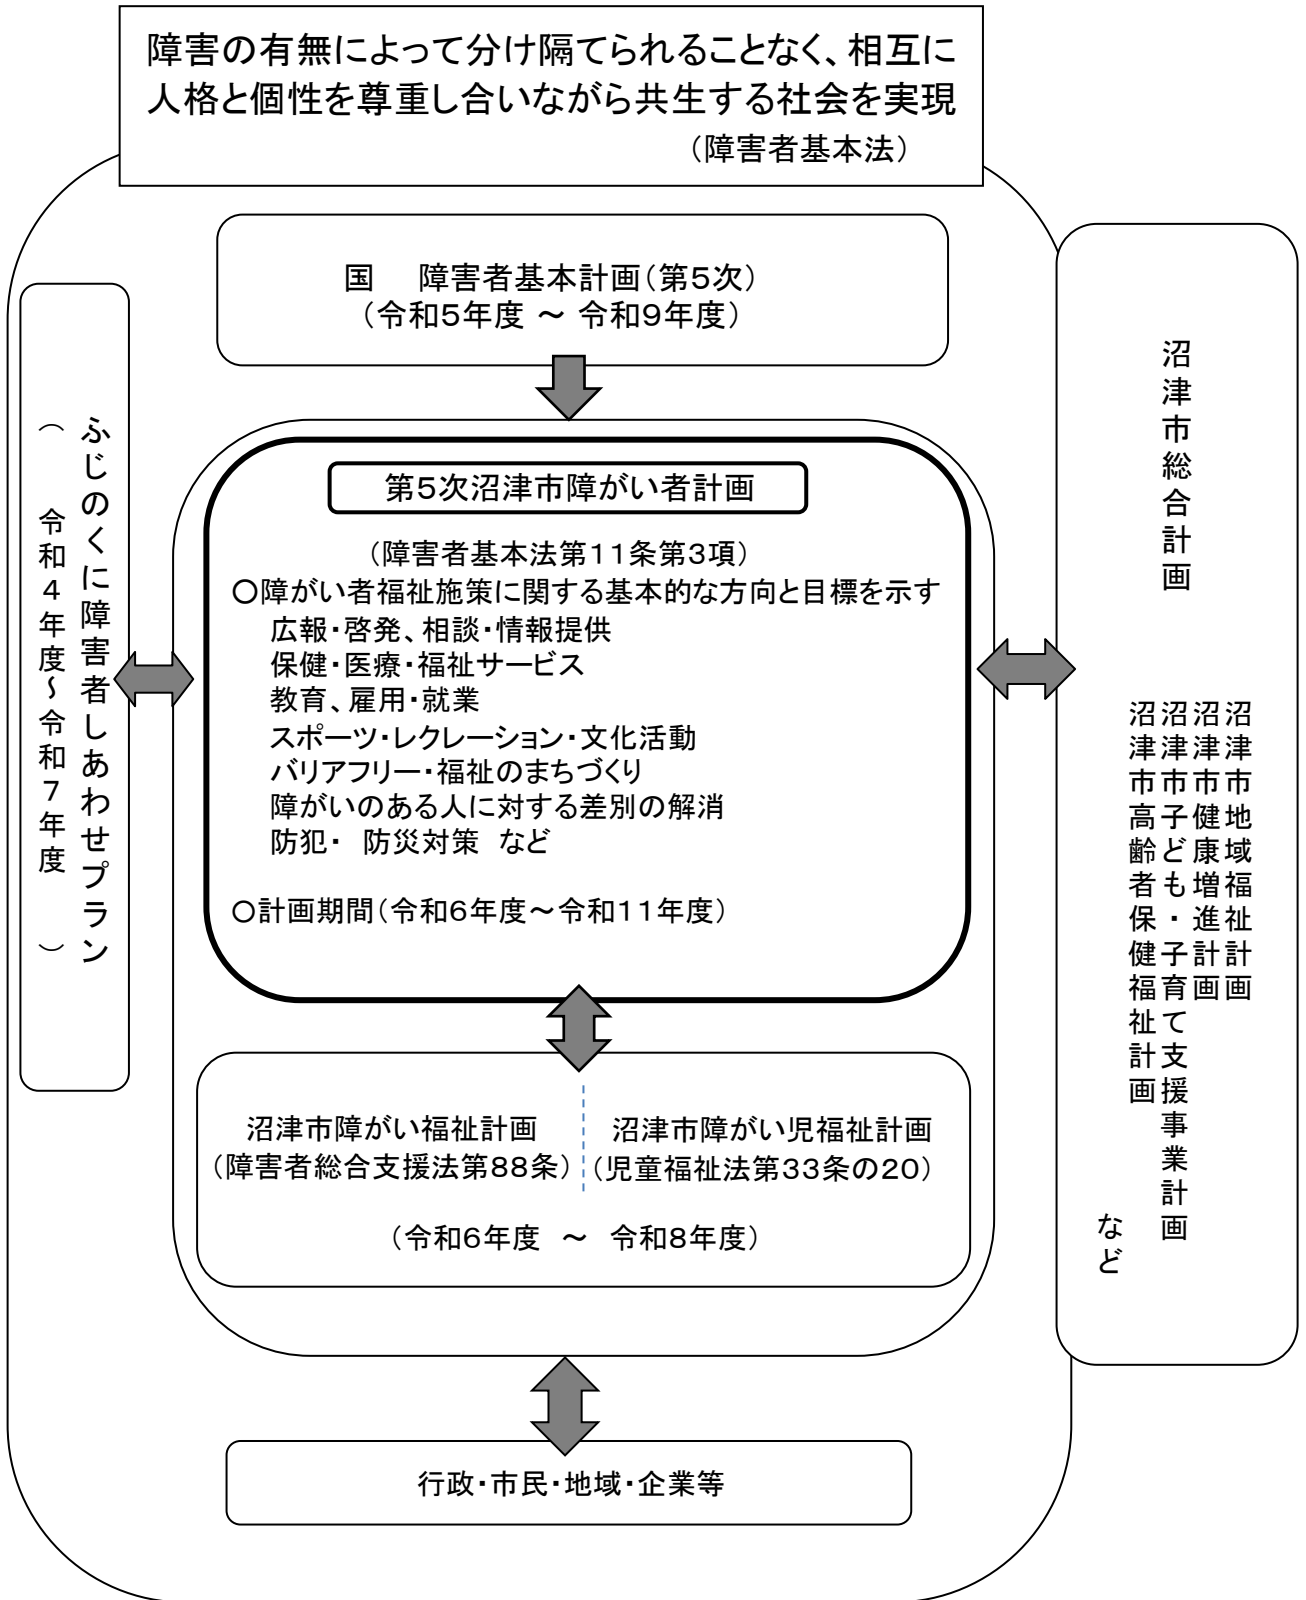 障害の有無によって分け隔てられることなく、相互に
人格と個性を尊重し合いながら共生する社会を実現
（障害者基本法）
国　障害者基本計画（第5次）
（令和5年度 ～ 令和9年度）
ふじのくに障害者しあわせプラン
（　令和４年度～令和７年度　）
第5次沼津市障がい者計画
（障害者基本法第11条第3項）
○障がい者福祉施策に関する基本的な方向と目標を示す
広報・啓発、相談・情報提供
保健・医療・福祉サービス
教育、雇用・就業
スポーツ・レクレーション・文化活動
バリアフリー・福祉のまちづくり
障がいのある人に対する差別の解消
防犯・ 防災対策 など
○計画期間（令和6年度～令和11年度）
沼津市障がい福祉計画
（障害者総合支援法第88条）
沼津市障がい児福祉計画
（児童福祉法第33条の20）
（令和6年度 ～ 令和8年度）
行政・市民・地域・企業等
沼津市総合計画
沼津市地域福祉計画
沼津市健康増進計画
沼津市子ども・子育て支援事業計画
沼津市高齢者保健福祉計画
など